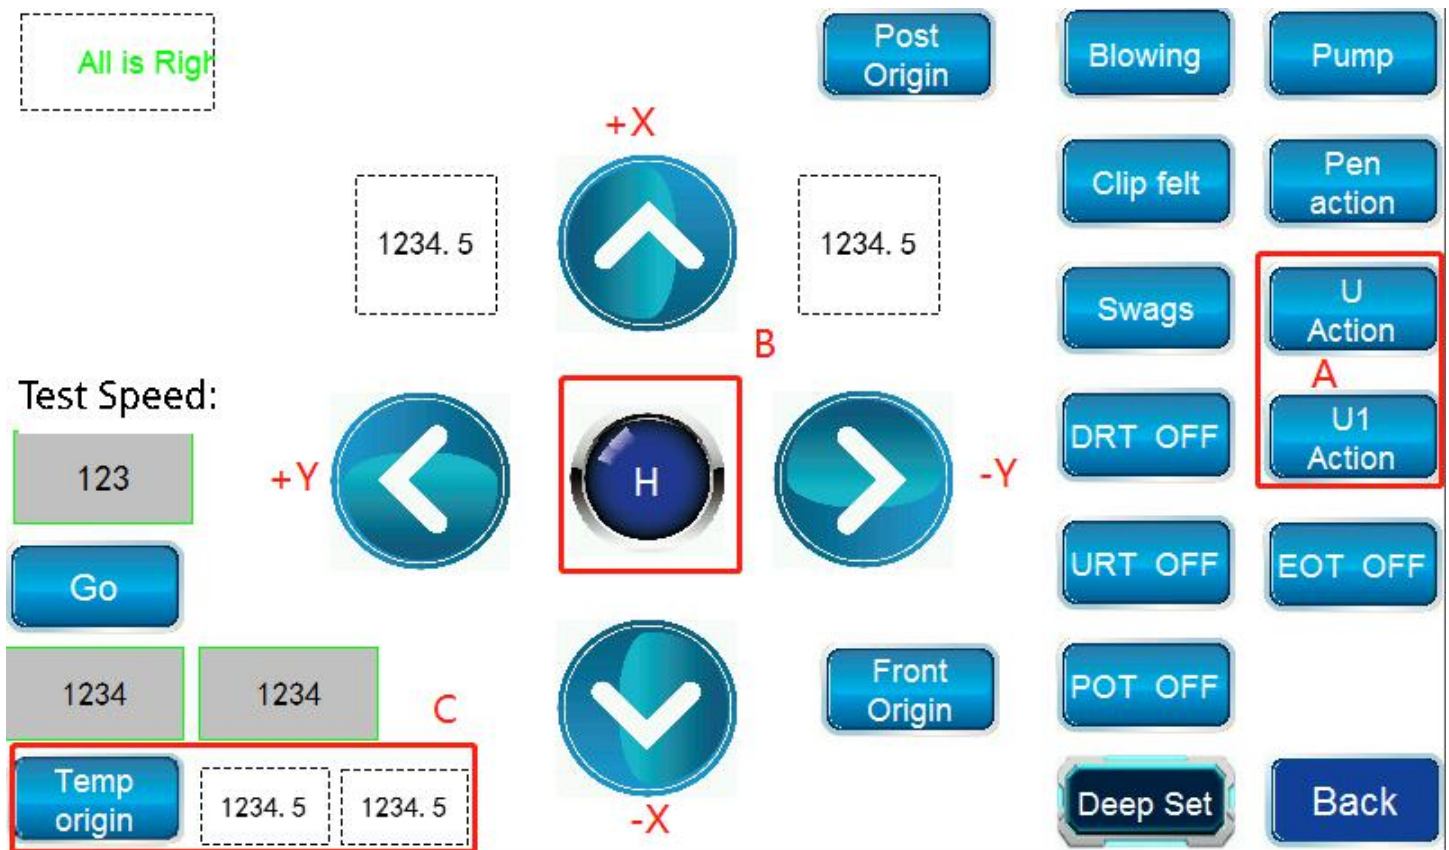 All is Righ
Post
Origin
Blowing
Pump
+X
Clip felt
Pen
action
1234.5
1234.5
Swags
U
Action
B
A
Test Speed:
U1
Action
DRT OFF
123
+Y
H
-Y
URT OFF
EOT OFF
Go
Front
Origin
POT OFF
1234
1234
C
Temp
origin
1234.5
1234.5
-X
Deep Set
Back